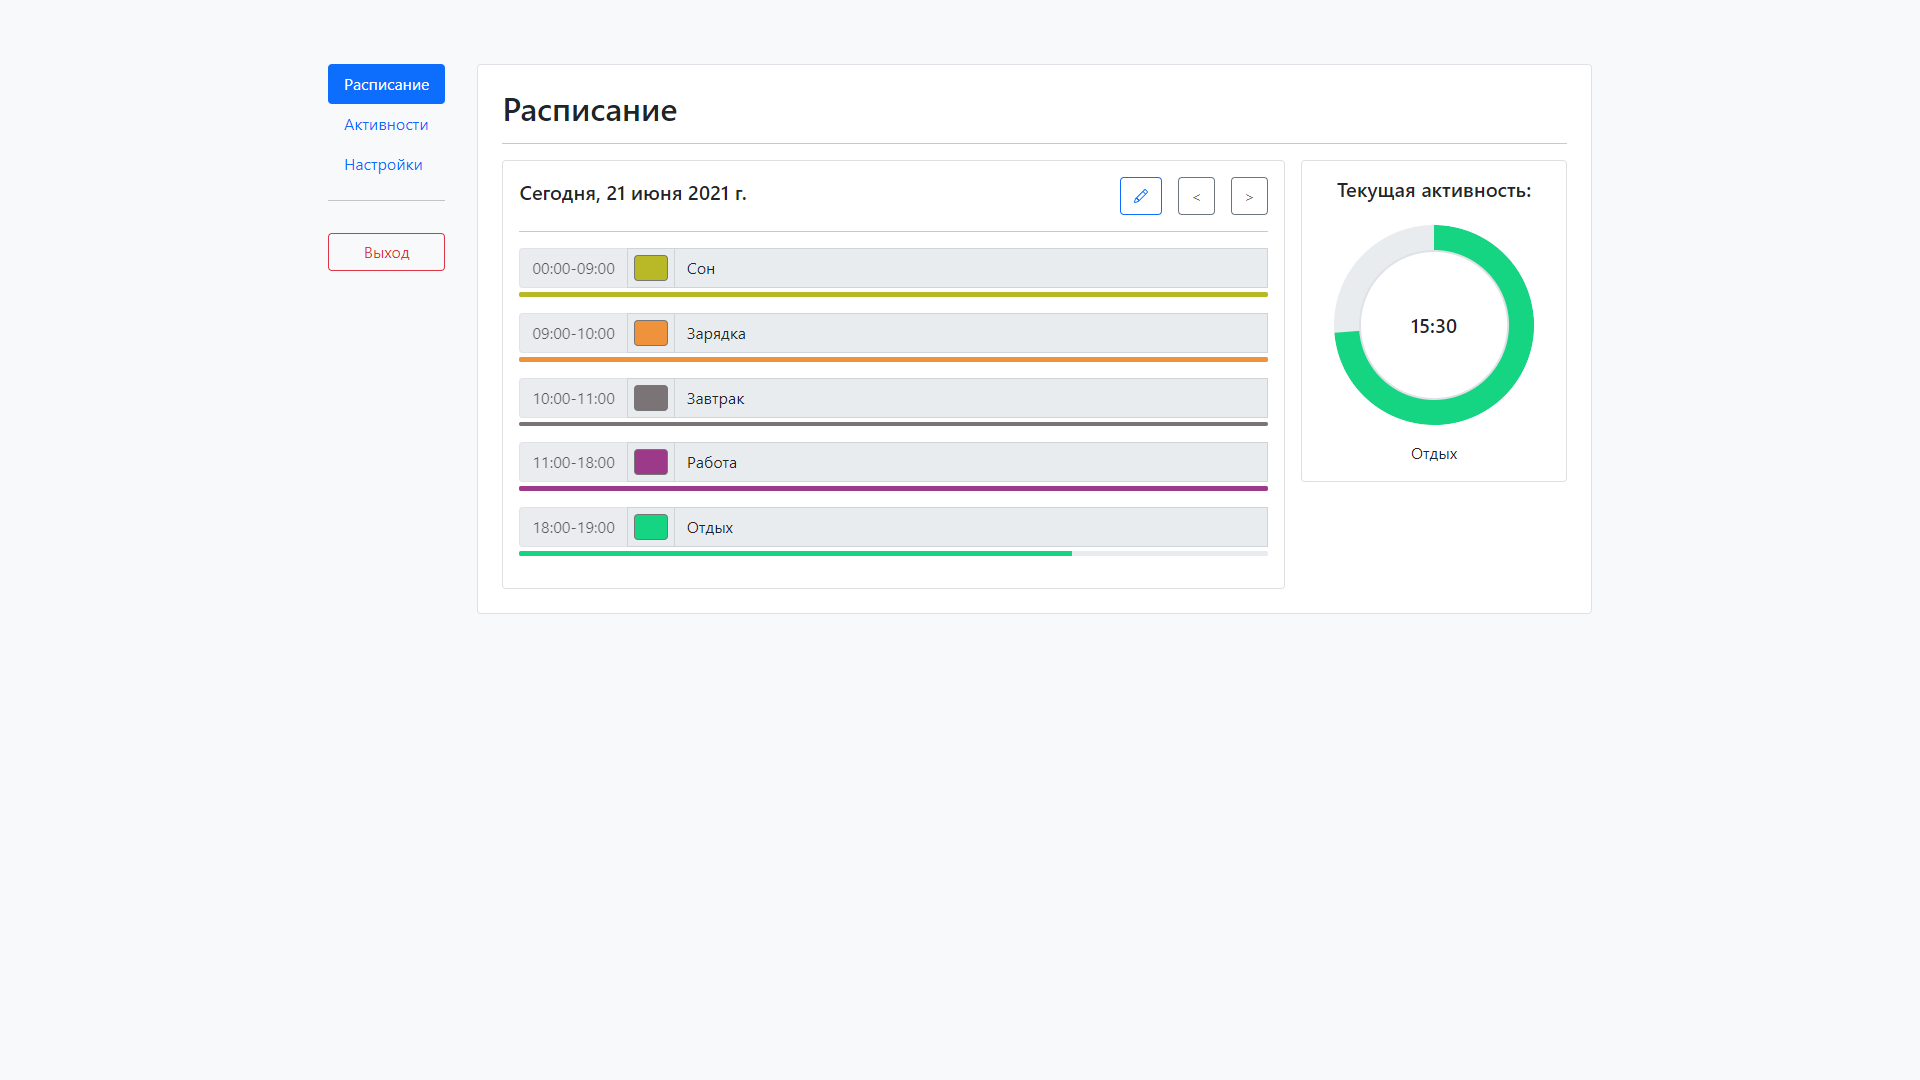 Расписание
Активности
Настройки
Выход
Расписание
Сегодня, 21 июня 2021 г.
<
>
00:00-09:00 Сон
09:00-10:00 Зарядка
10:00-11:00 Завтрак
11:00-18:00 Работа
18:00-19:00 Отдых
Текущая активность:
15:30
Отдых